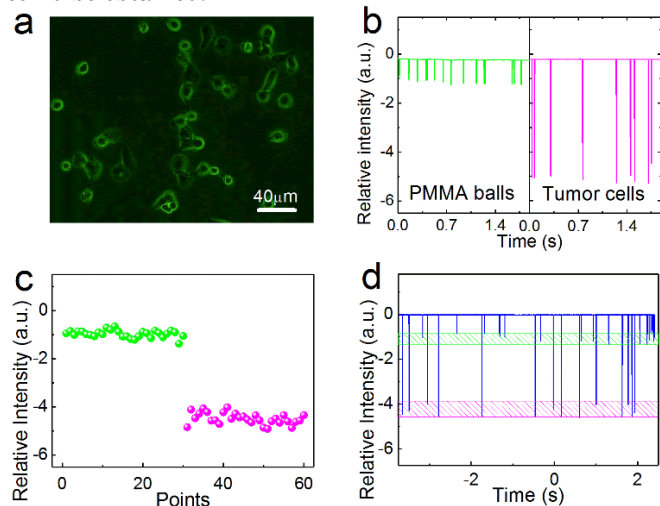 a
40μm
b
Relative intensity (a.u.)
0
-2
-4
-6
PMMA balls
Tumor cells
0.0 0.7 1.4 0.0 0.7 1.4
Time (s)
c
Relative Intensity (a.u.)
0
-2
-4
-6
0 20 40 60
Points
d
Relative Intensity (a.u.)
0
-2
-4
-6
-2 0 2
Time (s)